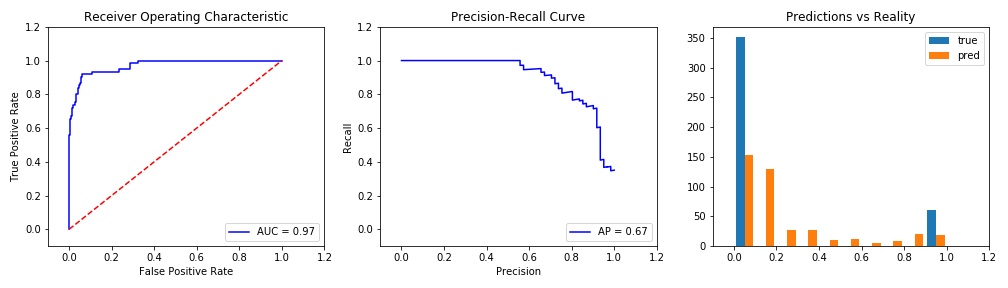 Receiver Operating Characteristic
1.2
1.0
0.8
0.6
0.4
0.2
0.0
True Positive Rate
0.0 0.2 0.4 0.6 0.8 1.0 1.2
False Positive Rate
AUC = 0.97
Precision-Recall Curve
1.2
1.0
0.8
0.6
0.4
0.2
0.0
Recall
0.0 0.2 0.4 0.6 0.8 1.0 1.2
Precision
AP = 0.67
Predictions vs Reality
350
300
250
200
150
100
50
0
0.0 0.2 0.4 0.6 0.8 1.0 1.2
true
pred